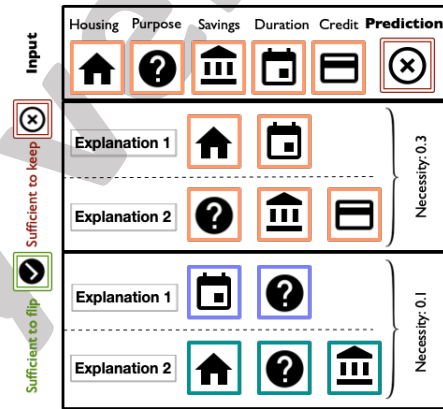 Housing Purpose Savings Duration Credit Prediction
Input
Sufficient to keep
Explanation 1
Explanation 2
Necessity: 0.3
Sufficient to flip
Explanation 1
Explanation 2
Necessity: 0.1